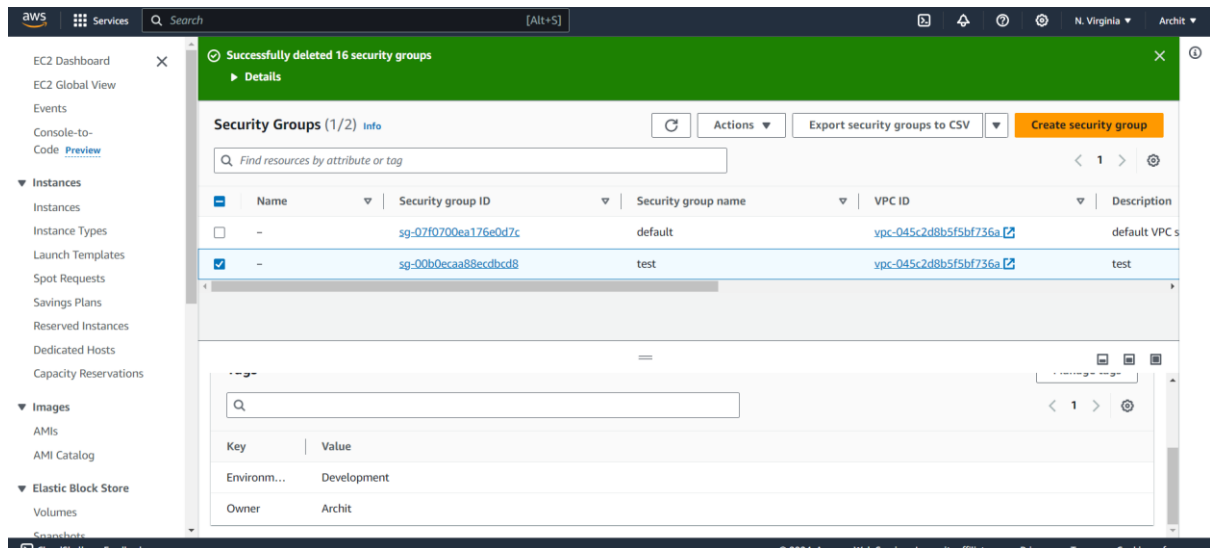 aws Services Search [Alt+S] N. Virginia Archit
EC2 Dashboard
EC2 Global View
Events
Console-to-
Code Preview
Instances
Instances
Instance Types
Launch Templates
Spot Requests
Savings Plans
Reserved Instances
Dedicated Hosts
Capacity Reservations
Images
AMIs
AMI Catalog
Elastic Block Store
Volumes
Snapshots
Successfully deleted 16 security groups
Details
Security Groups (1/2) Info Actions Export security groups to CSV Create security group
Find resources by attribute or tag 1
Name Security group ID Security group name VPC ID Description
– sg-07f0700ea176e0d7c default vpc-045c2d8b5f5bf736a default VPC s
– sg-00b0ecaa88ecdbcd8 test vpc-045c2d8b5f5bf736a test
Tags Manage tags
1
Key Value
Environm... Development
Owner Archit